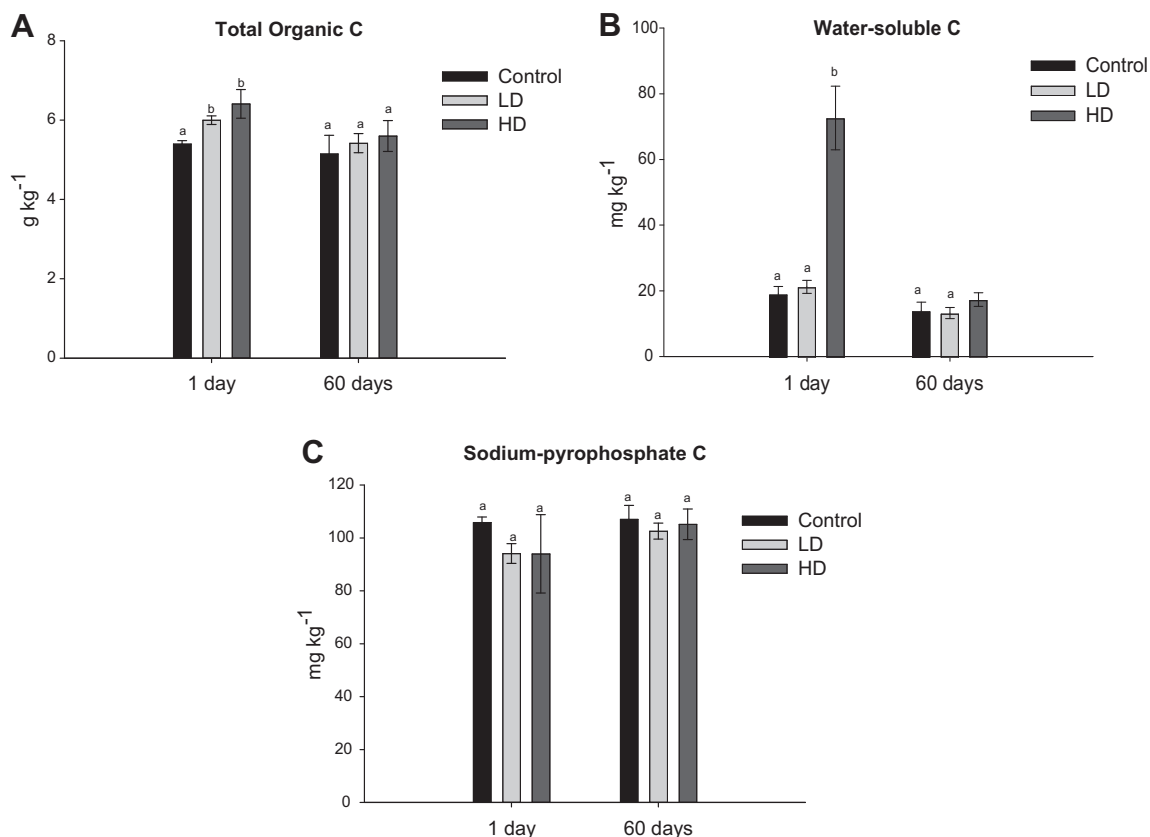 A
Total Organic C
8
6
4
2
0
g kg⁻¹
a
b
b
a
a
a
1 day
60 days
Control
LD
HD
B
Water-soluble C
100
80
60
40
20
0
mg kg⁻¹
a
a
b
a
a
1 day
60 days
Control
LD
HD
C
Sodium-pyrophosphate C
120
100
80
60
40
20
0
mg kg⁻¹
a
a
a
a
a
a
1 day
60 days
Control
LD
HD